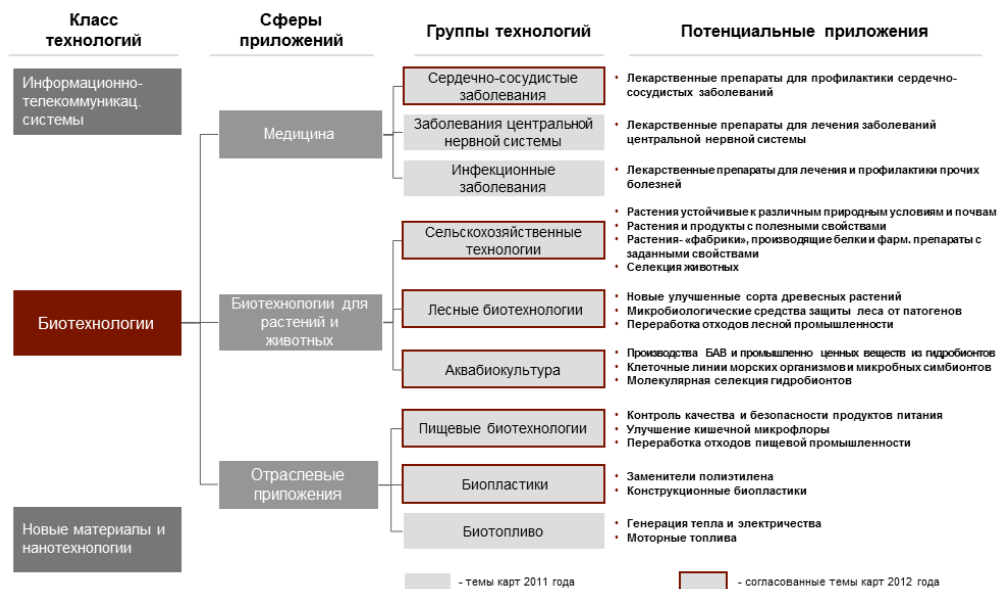 Класс
технологий
Сферы
приложений
Группы технологий
Потенциальные приложения
Информационно-
телекоммуникац.
системы
Биотехнологии
Новые материалы и
нанотехнологии
Медицина
Биотехнологии для
растений и
животных
Отраслевые
приложения
Сердечно-сосудистые
заболевания
• Лекарственные препараты для профилактики сердечно-
сосудистых заболеваний
Заболевания центральной
нервной системы
• Лекарственные препараты для лечения заболеваний
центральной нервной системы
Инфекционные
заболевания
• Лекарственные препараты для лечения и профилактики прочих
болезней
Сельскохозяйственные
технологии
• Растения устойчивые к различным природным условиям и почвам
• Растения и продукты с полезными свойствами
• Растения- «фабрики», производящие белки и фарм. препараты с
заданными свойствами
• Селекция животных
Лесные биотехнологии
• Новые улучшенные сорта древесных растений
• Микробиологические средства защиты леса от патогенов
• Переработка отходов лесной промышленности
Аквабиокультура
• Производства БАВ и промышленно ценных веществ из гидробионтов
• Клеточные линии морских организмов и микробных симбионтов
• Молекулярная селекция гидробионтов
Пищевые биотехнологии
• Контроль качества и безопасности продуктов питания
• Улучшение кишечной микрофлоры
• Переработка отходов пищевой промышленности
Биопластики
• Заменители полиэтилена
• Конструкционные биопластики
Биотопливо
• Генерация тепла и электричества
• Моторные топлива
- темы карт 2011 года
- согласованные темы карт 2012 года